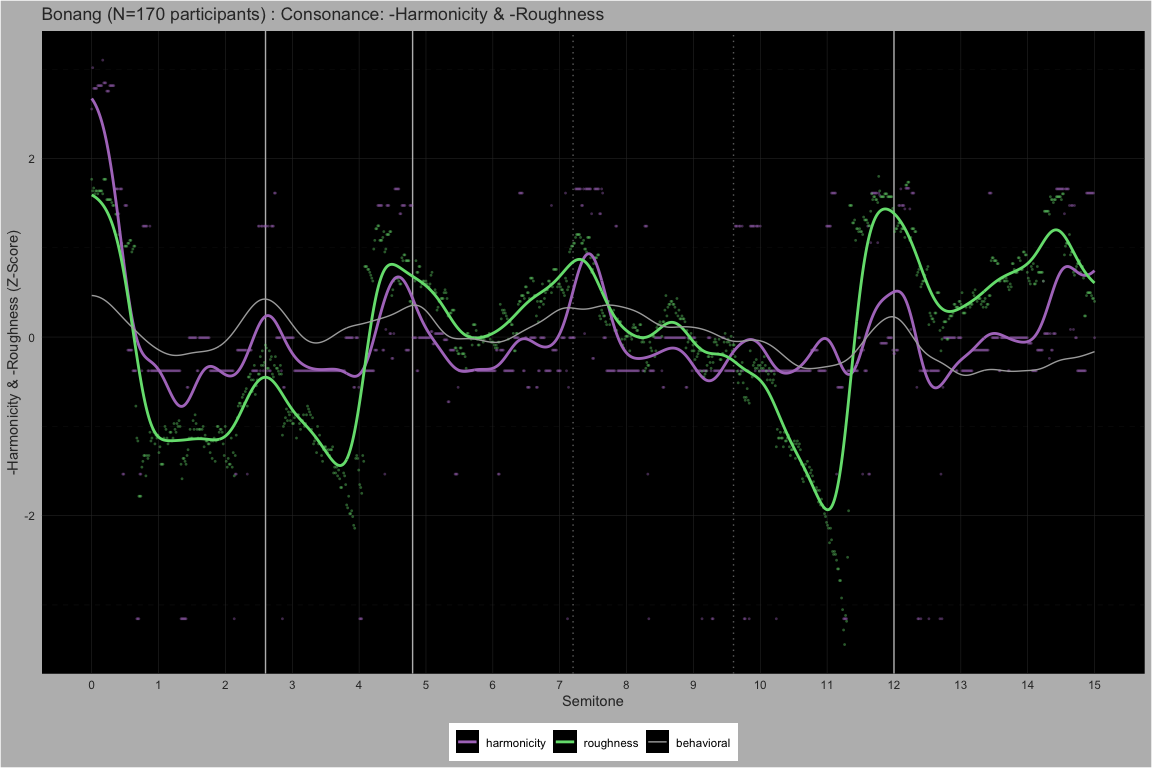 Bonang (N=170 participants) : Consonance: -Harmonicity & -Roughness
-Harmonicity & -Roughness (Z-Score)
2
0
-2
0 1 2 3 4 5 6 7 8 9 10 11 12 13 14 15
Semitone
harmonicity roughness behavioral